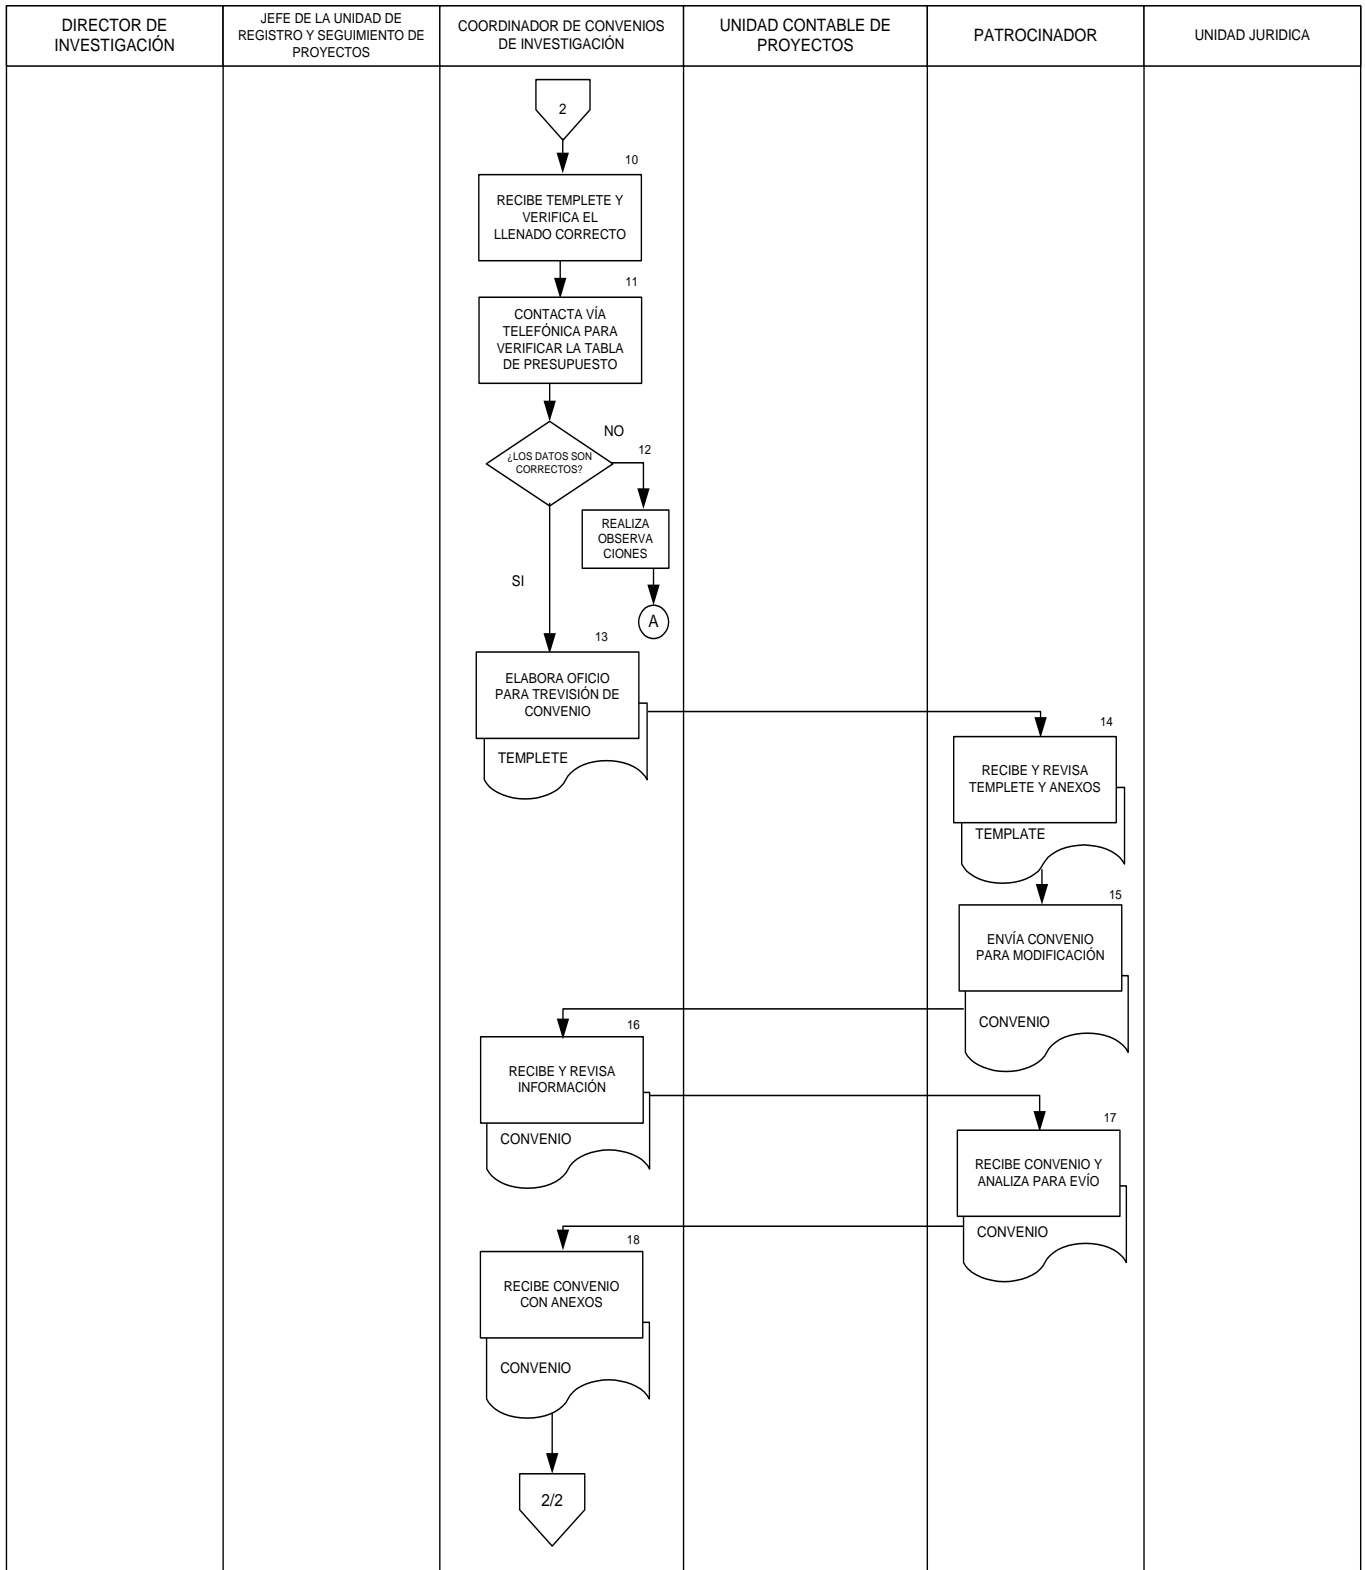 DIRECTOR DE
INVESTIGACIÓN
JEFE DE LA UNIDAD DE
REGISTRO Y SEGUIMIENTO DE
PROYECTOS
COORDINADOR DE CONVENIOS
DE INVESTIGACIÓN
UNIDAD CONTABLE DE
PROYECTOS
PATROCINADOR
UNIDAD JURIDICA
2
10
RECIBE TEMPLETE Y
VERIFICA EL
LLENADO CORRECTO
11
CONTACTA VÍA
TELEFÓNICA PARA
VERIFICAR LA TABLA
DE PRESUPUESTO
NO
12
¿LOS DATOS SON
CORRECTOS?
REALIZA
OBSERVA
CIONES
SI
A
13
ELABORA OFICIO
PARA TREVISIÓN DE
CONVENIO
TEMPLETE
14
RECIBE Y REVISA
TEMPLETE Y ANEXOS
TEMPLATE
15
ENVÍA CONVENIO
PARA MODIFICACIÓN
CONVENIO
16
RECIBE Y REVISA
INFORMACIÓN
CONVENIO
17
RECIBE CONVENIO Y
ANALIZA PARA EVÍO
CONVENIO
18
RECIBE CONVENIO
CON ANEXOS
CONVENIO
2/2